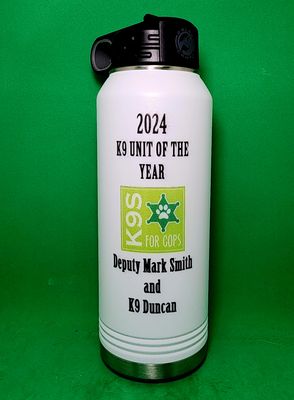 2024
K9 UNIT OF THE
YEAR
K9S
FOR COPS
Deputy Mark Smith
and
K9 Duncan